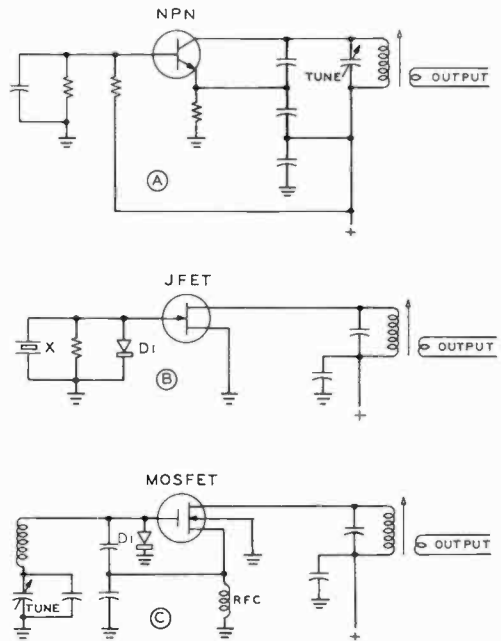 NPN
TUNE
OUTPUT
+
A
JFET
X
D1
B
OUTPUT
+
MOSFET
D1
TUNE
RFC
C
OUTPUT
+